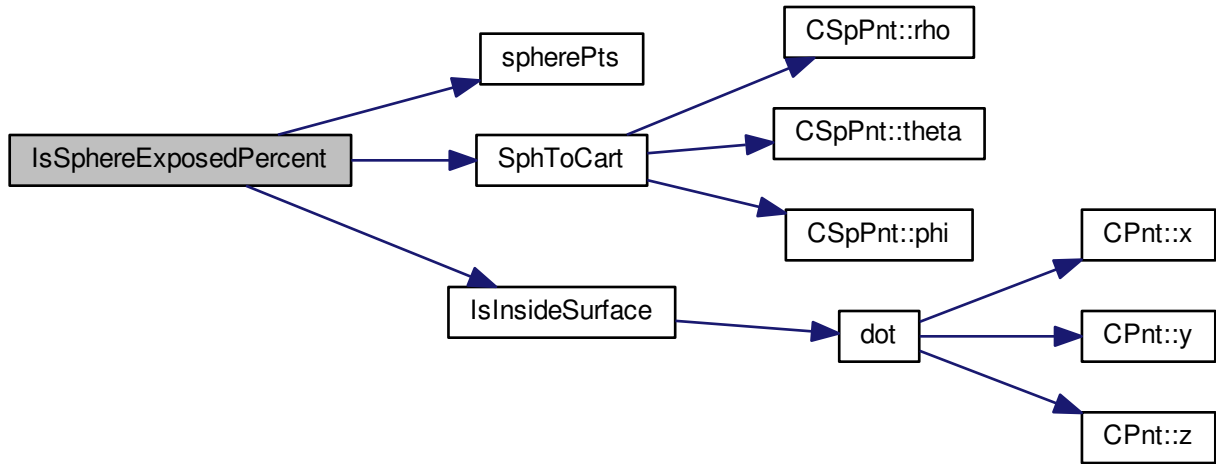 IsSphereExposedPercent
spherePts
SphToCart
IsInsideSurface
CSpPnt::rho
CSpPnt::theta
CSpPnt::phi
dot
CPnt::x
CPnt::y
CPnt::z